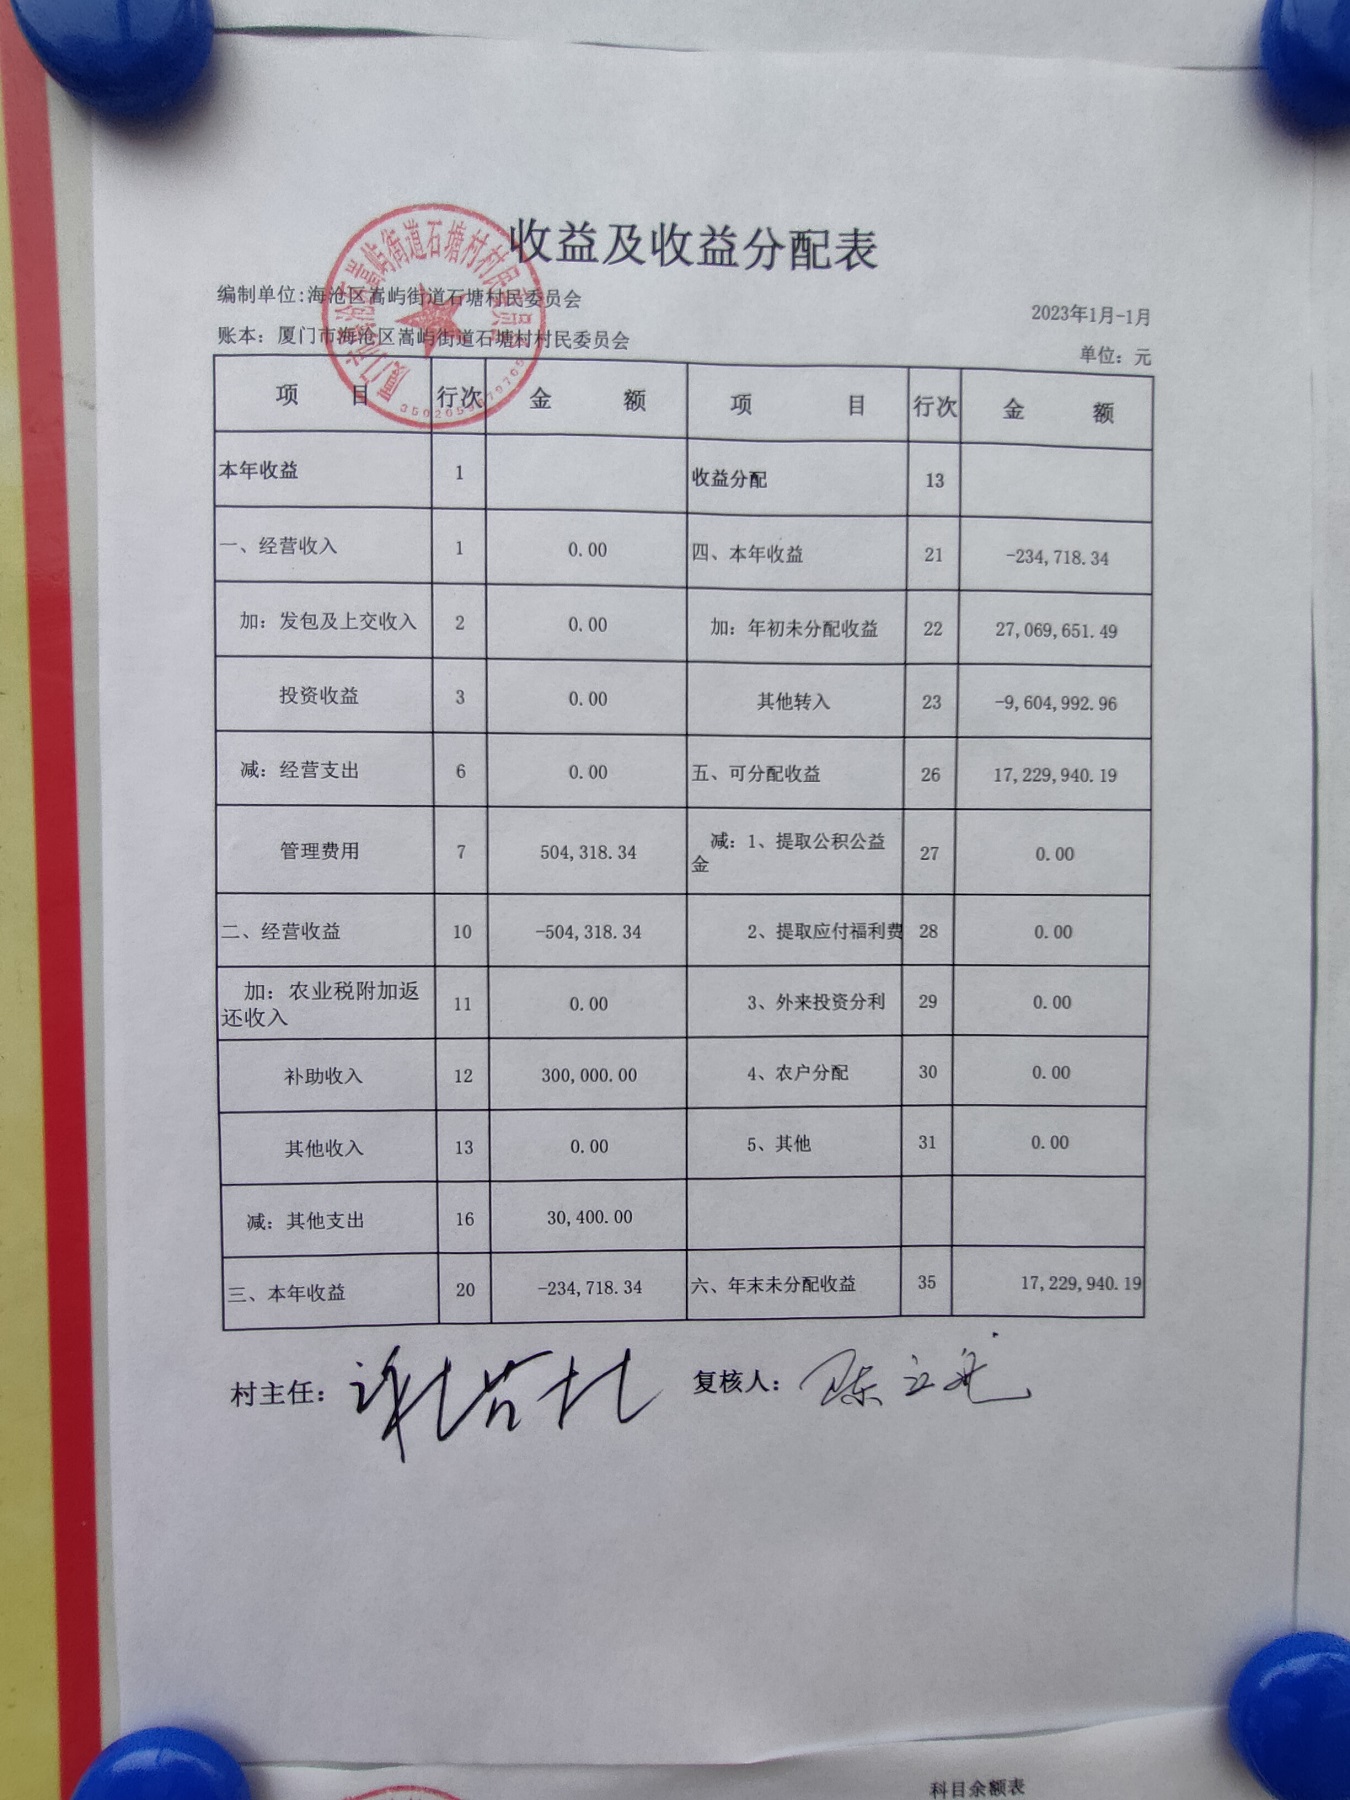 收益及收益分配表
编制单位:海沧区嵩屿街道石塘村民委员会
2023年1月-1月
账本: 厦门市海沧区嵩屿街道石塘村村民委员会
单位: 元
项 目 行次 金 额 项 目 行次 金 额
本年收益 1 收益分配 13
一、经营收入 1 0.00 四、本年收益 21 -234,718.34
加: 发包及上交收入 2 0.00 加: 年初未分配收益 22 27,069,651.49
投资收益 3 0.00 其他转入 23 -9,604,992.96
减: 经营支出 6 0.00 五、可分配收益 26 17,229,940.19
管理费用 7 504,318.34 减: 1、提取公积公益
金 27 0.00
二、经营收益 10 -504,318.34 2、提取应付福利费 28 0.00
加: 农业税附加返
还收入 11 0.00 3、外来投资分利 29 0.00
补助收入 12 300,000.00 4、农户分配 30 0.00
其他收入 13 0.00 5、其他 31 0.00
减: 其他支出 16 30,400.00
三、本年收益 20 -234,718.34 六、年末未分配收益 35 17,229,940.19
村主任: 复核人:
科目余额表